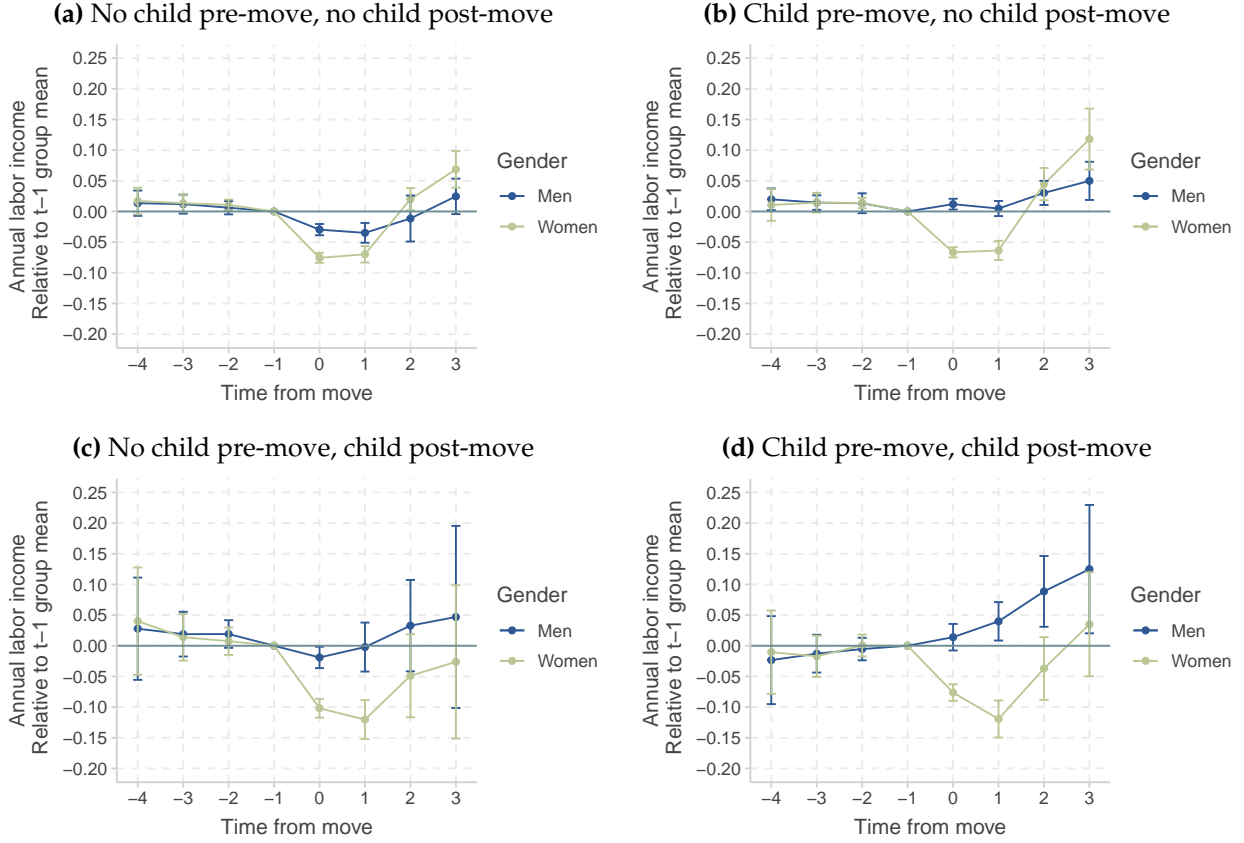 (a) No child pre-move, no child post-move
Annual labor income
Relative to t−1 group mean
0.25
0.20
0.15
0.10
0.05
0.00
−0.05
−0.10
−0.15
−0.20
−4 −3 −2 −1 0 1 2 3
Time from move
Gender
Men
Women
(b) Child pre-move, no child post-move
Annual labor income
Relative to t−1 group mean
0.25
0.20
0.15
0.10
0.05
0.00
−0.05
−0.10
−0.15
−0.20
−4 −3 −2 −1 0 1 2 3
Time from move
Gender
Men
Women
(c) No child pre-move, child post-move
Annual labor income
Relative to t−1 group mean
0.25
0.20
0.15
0.10
0.05
0.00
−0.05
−0.10
−0.15
−0.20
−4 −3 −2 −1 0 1 2 3
Time from move
Gender
Men
Women
(d) Child pre-move, child post-move
Annual labor income
Relative to t−1 group mean
0.25
0.20
0.15
0.10
0.05
0.00
−0.05
−0.10
−0.15
−0.20
−4 −3 −2 −1 0 1 2 3
Time from move
Gender
Men
Women